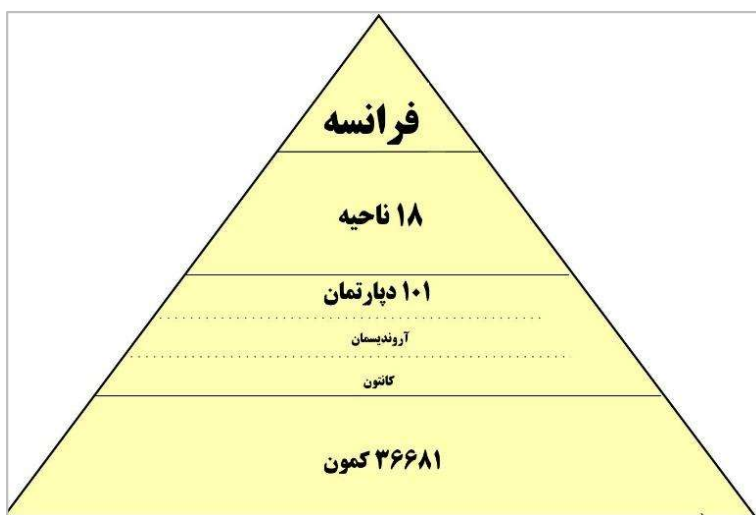 فرانسه
۱۸ ناحیه
۱۰۱ دپارتمان
آروندیسمان
کانتون
۳۶۶۸۱ کمون